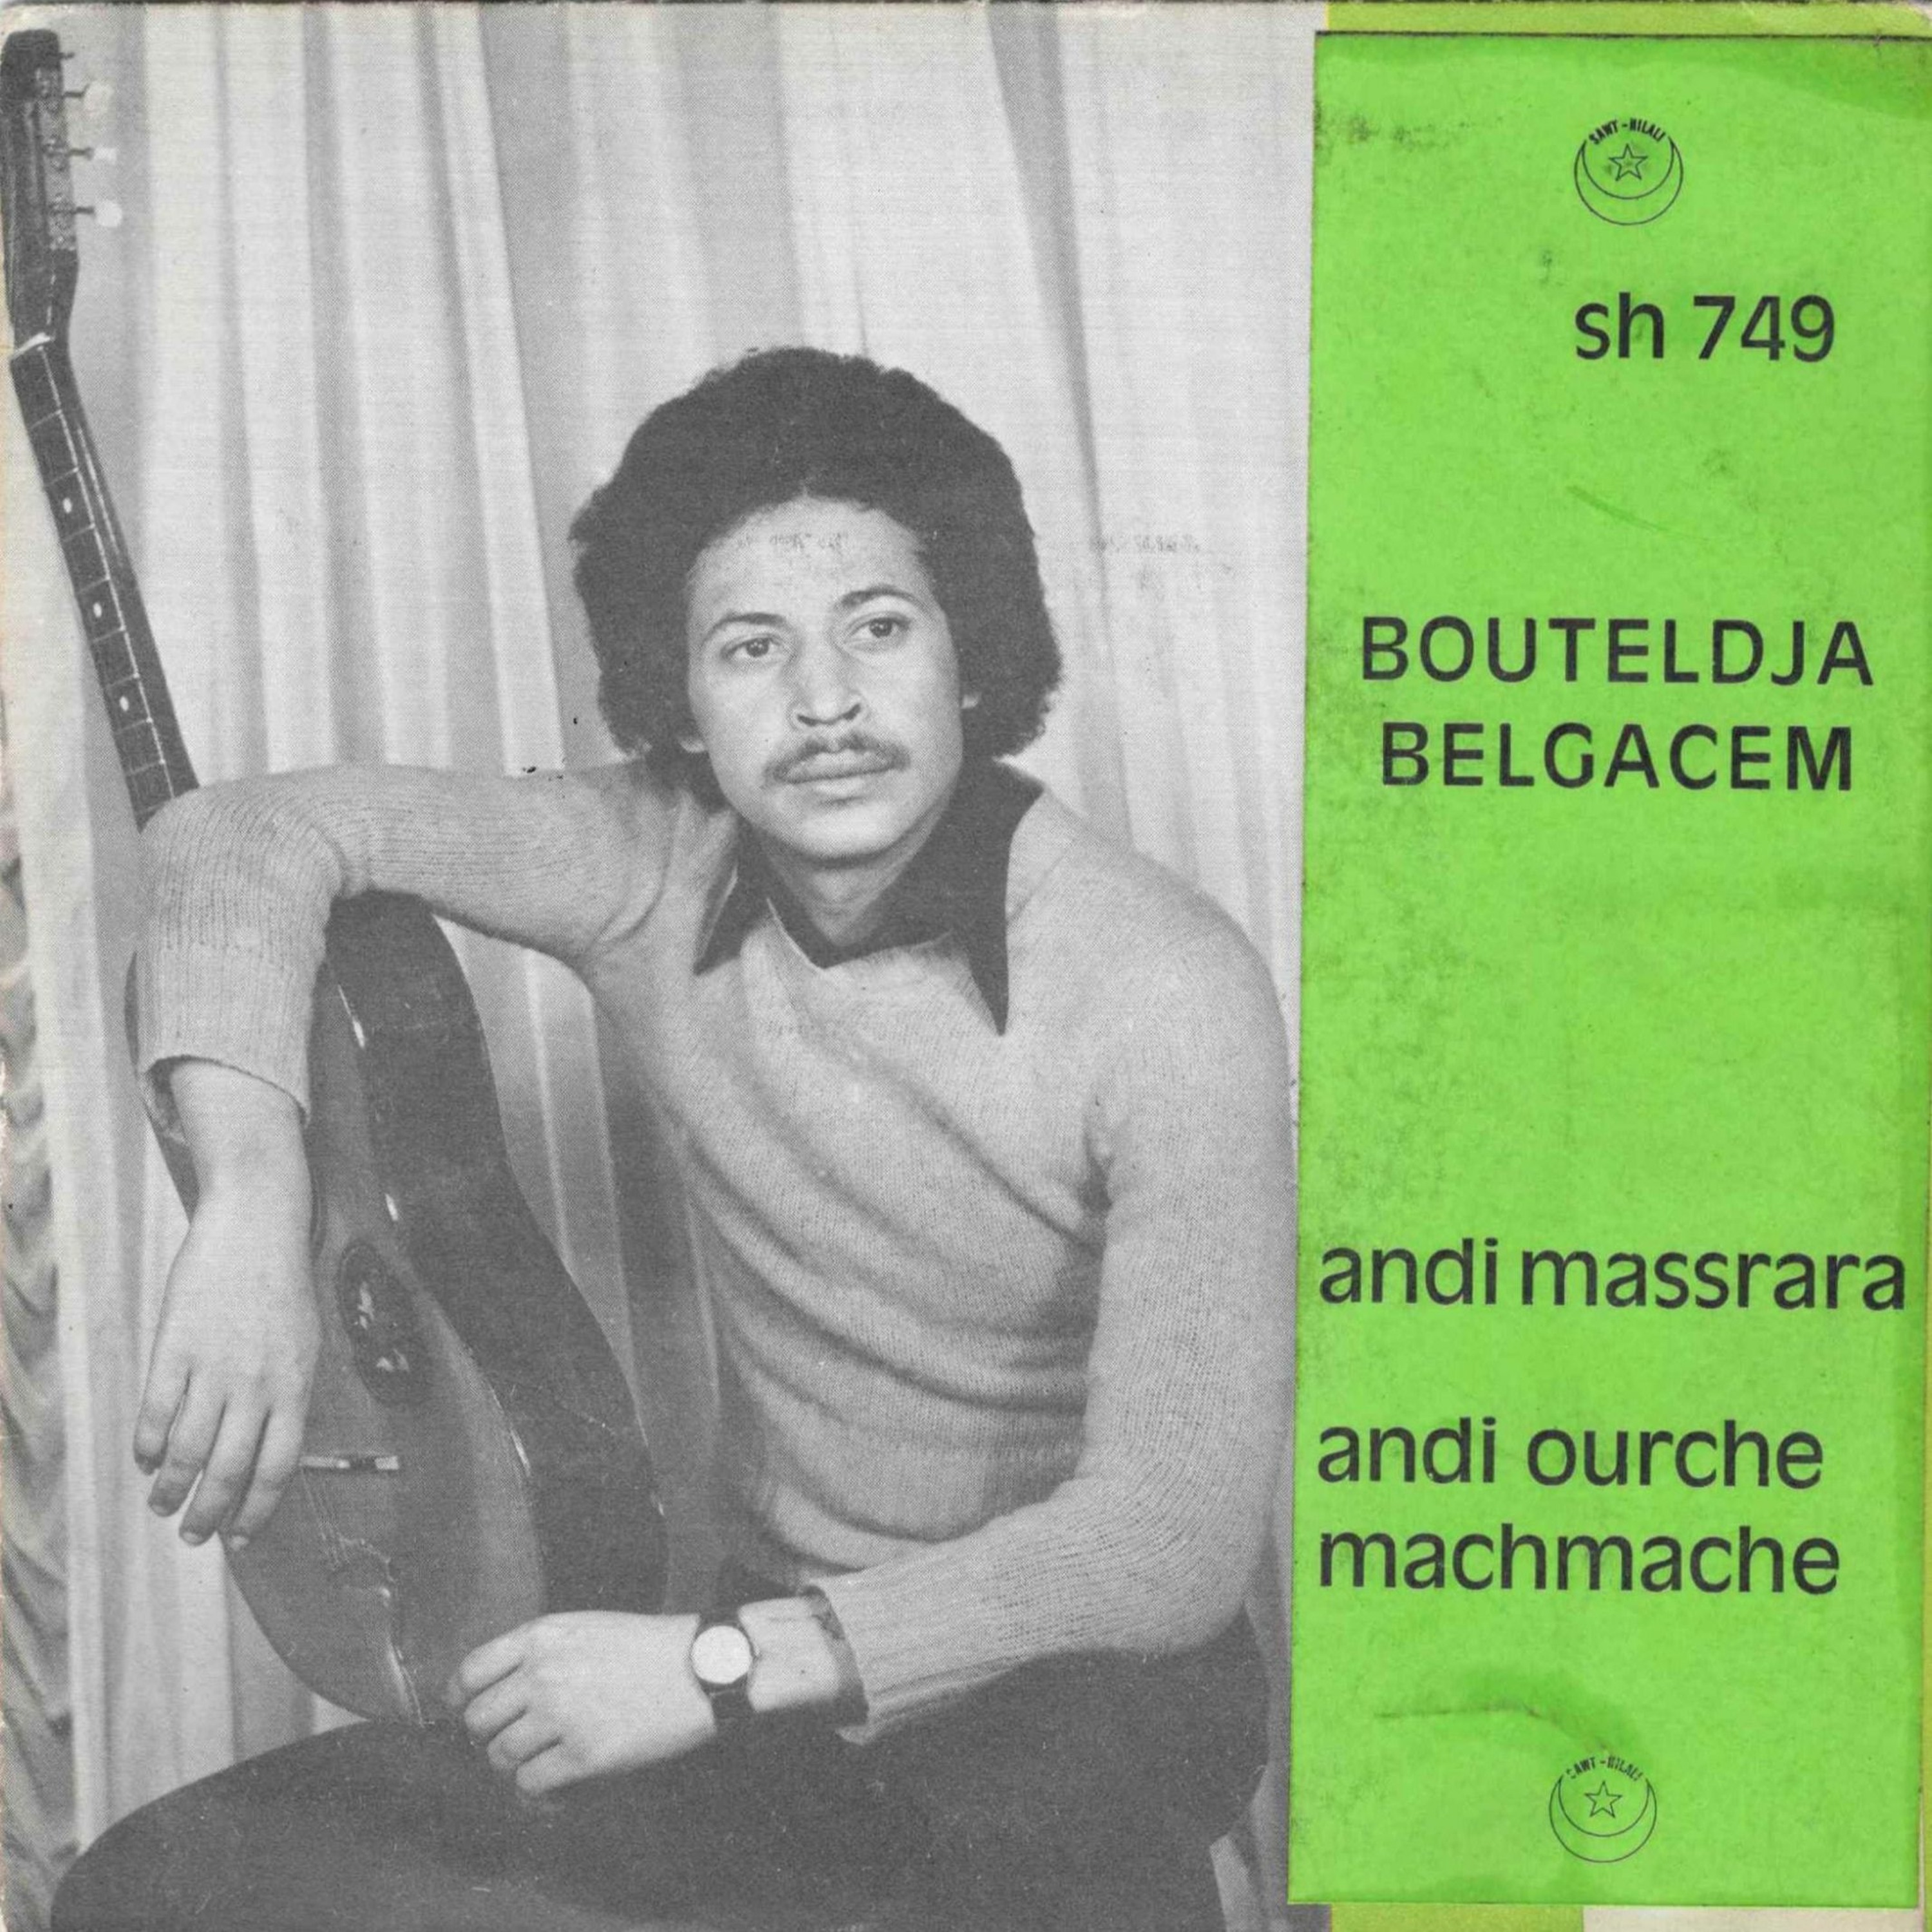 SAWT-HILALI
sh 749
BOUTELDJA
BELGACEM
andi massrara
andi ourche
machmache
SAWT-HILALI